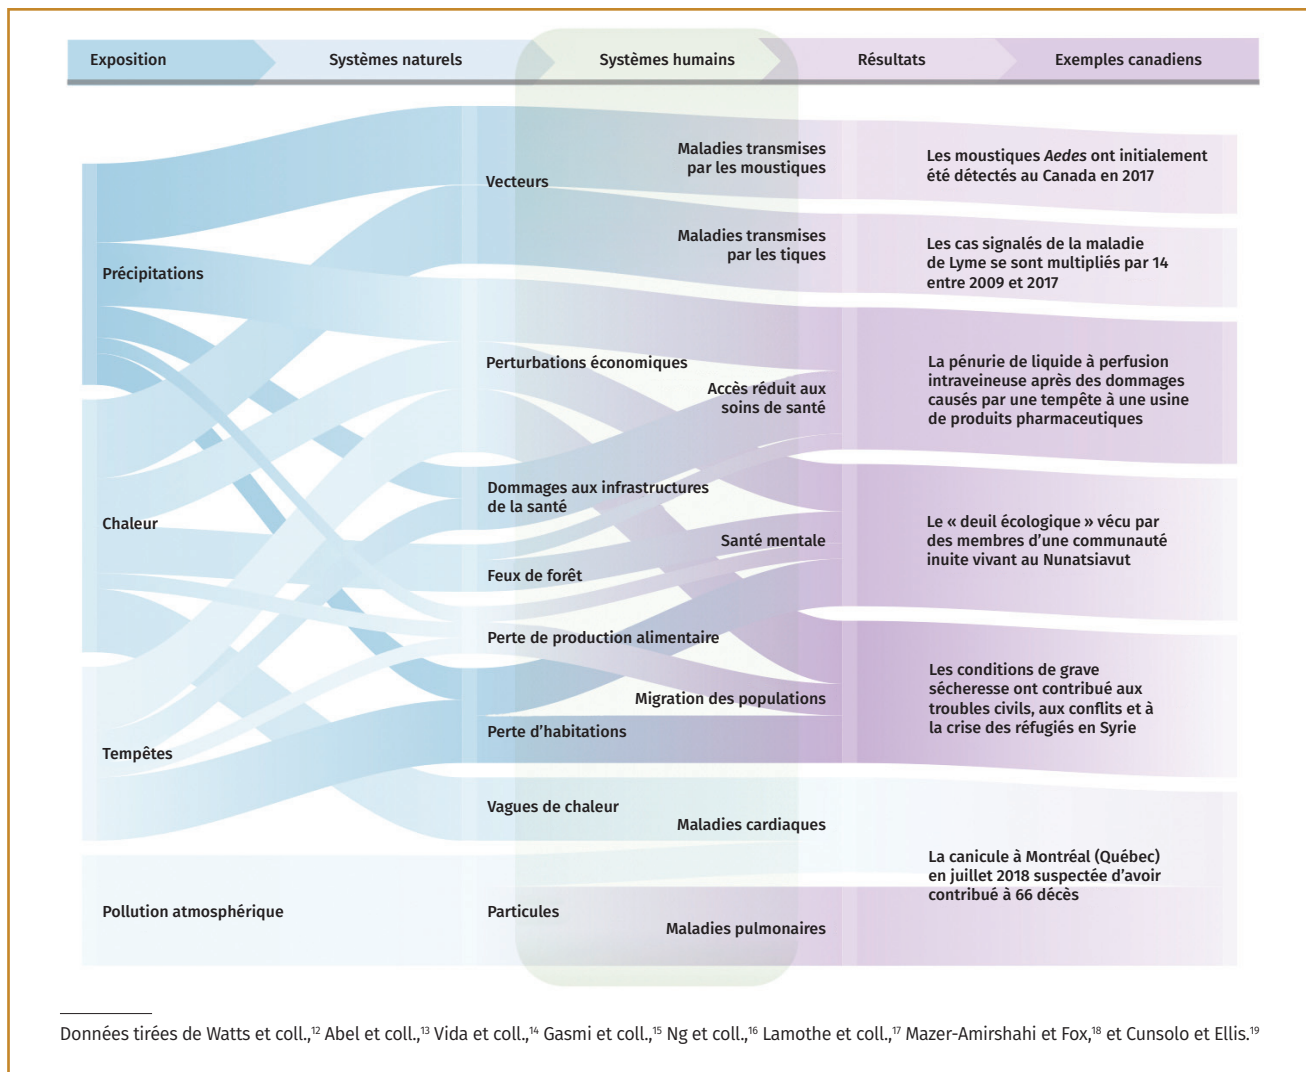 Exposition
Systèmes naturels
Systèmes humains
Résultats
Exemples canadiens
Précipitations
Chaleur
Tempêtes
Pollution atmosphérique
Vecteurs
Perturbations économiques
Dommages aux infrastructures
de la santé
Feux de forêt
Perte de production alimentaire
Perte d’habitations
Vagues de chaleur
Particules
Maladies transmises
par les moustiques
Maladies transmises
par les tiques
Accès réduit aux
soins de santé
Santé mentale
Migration des populations
Maladies cardiaques
Maladies pulmonaires
Les moustiques Aedes ont initialement
été détectés au Canada en 2017
Les cas signalés de la maladie
de Lyme se sont multipliés par 14
entre 2009 et 2017
La pénurie de liquide à perfusion
intraveineuse après des dommages
causés par une tempête à une usine
de produits pharmaceutiques
Le « deuil écologique » vécu par
des membres d’une communauté
inuite vivant au Nunatsiavut
Les conditions de grave
sécheresse ont contribué aux
troubles civils, aux conflits et à
la crise des réfugiés en Syrie
La canicule à Montréal (Québec)
en juillet 2018 suspectée d’avoir
contribué à 66 décès
Données tirées de Watts et coll.,¹² Abel et coll.,¹³ Vida et coll.,¹⁴ Gasmi et coll.,¹⁵ Ng et coll.,¹⁶ Lamothe et coll.,¹⁷ Mazer-Amirshahi et Fox,¹⁸ et Cunsolo et Ellis.¹⁹